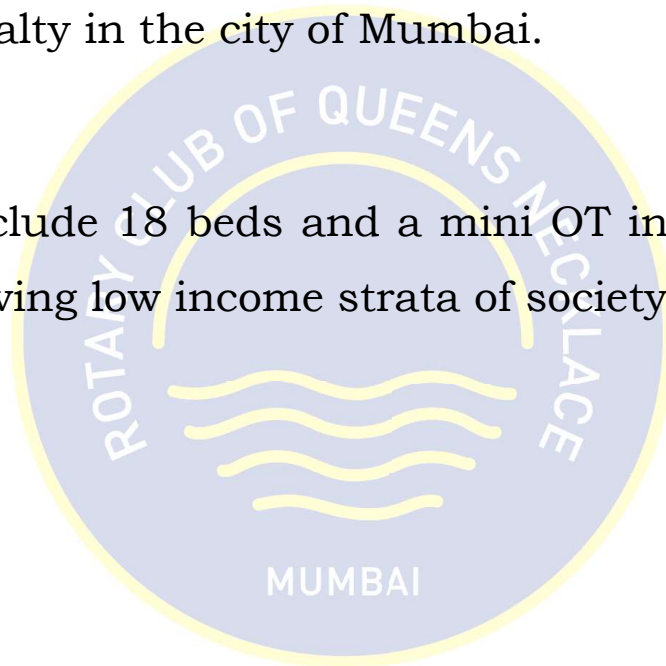 alty in the city of Mumbai.
ROTARY CLUB OF QUEENS NECKLACE
clude 18 beds and a mini OT in
ving low income strata of society
MUMBAI